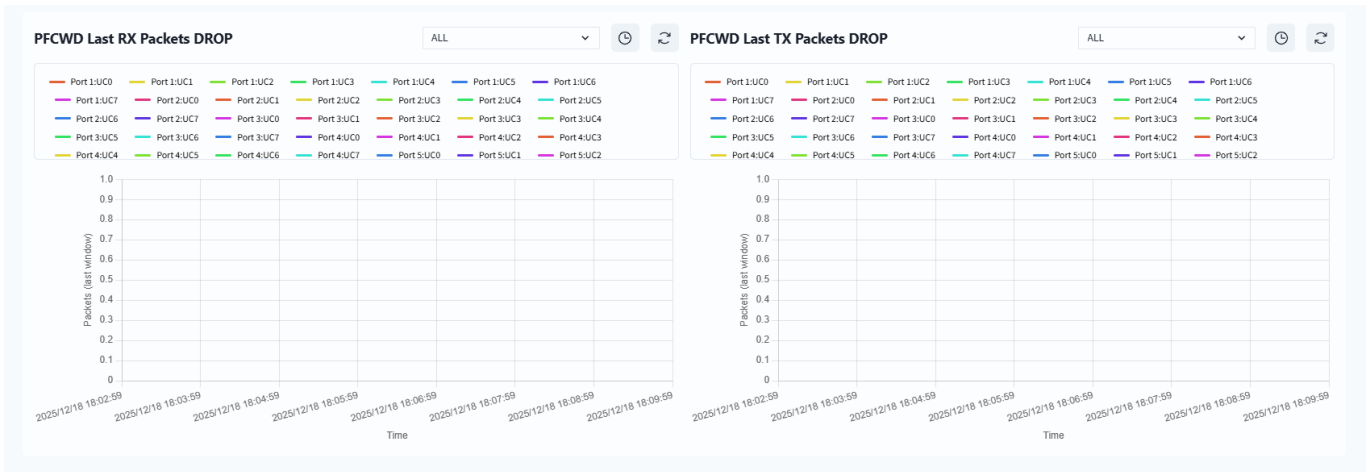 PFCWD Last RX Packets DROP
ALL
Port 1:UC0 Port 1:UC1 Port 1:UC2 Port 1:UC3 Port 1:UC4 Port 1:UC5 Port 1:UC6
Port 1:UC7 Port 2:UC0 Port 2:UC1 Port 2:UC2 Port 2:UC3 Port 2:UC4 Port 2:UC5
Port 2:UC6 Port 2:UC7 Port 3:UC0 Port 3:UC1 Port 3:UC2 Port 3:UC3 Port 3:UC4
Port 3:UC5 Port 3:UC6 Port 3:UC7 Port 4:UC0 Port 4:UC1 Port 4:UC2 Port 4:UC3
Port 4:UC4 Port 4:UC5 Port 4:UC6 Port 4:UC7 Port 5:UC0 Port 5:UC1 Port 5:UC2
Packets (last window)
1.0
0.9
0.8
0.7
0.6
0.5
0.4
0.3
0.2
0.1
0
2025/12/18 18:02:59 2025/12/18 18:03:59 2025/12/18 18:04:59 2025/12/18 18:05:59 2025/12/18 18:06:59 2025/12/18 18:07:59 2025/12/18 18:08:59 2025/12/18 18:09:59
Time
PFCWD Last TX Packets DROP
ALL
Port 1:UC0 Port 1:UC1 Port 1:UC2 Port 1:UC3 Port 1:UC4 Port 1:UC5 Port 1:UC6
Port 1:UC7 Port 2:UC0 Port 2:UC1 Port 2:UC2 Port 2:UC3 Port 2:UC4 Port 2:UC5
Port 2:UC6 Port 2:UC7 Port 3:UC0 Port 3:UC1 Port 3:UC2 Port 3:UC3 Port 3:UC4
Port 3:UC5 Port 3:UC6 Port 3:UC7 Port 4:UC0 Port 4:UC1 Port 4:UC2 Port 4:UC3
Port 4:UC4 Port 4:UC5 Port 4:UC6 Port 4:UC7 Port 5:UC0 Port 5:UC1 Port 5:UC2
Packets (last window)
1.0
0.9
0.8
0.7
0.6
0.5
0.4
0.3
0.2
0.1
0
2025/12/18 18:02:59 2025/12/18 18:03:59 2025/12/18 18:04:59 2025/12/18 18:05:59 2025/12/18 18:06:59 2025/12/18 18:07:59 2025/12/18 18:08:59 2025/12/18 18:09:59
Time